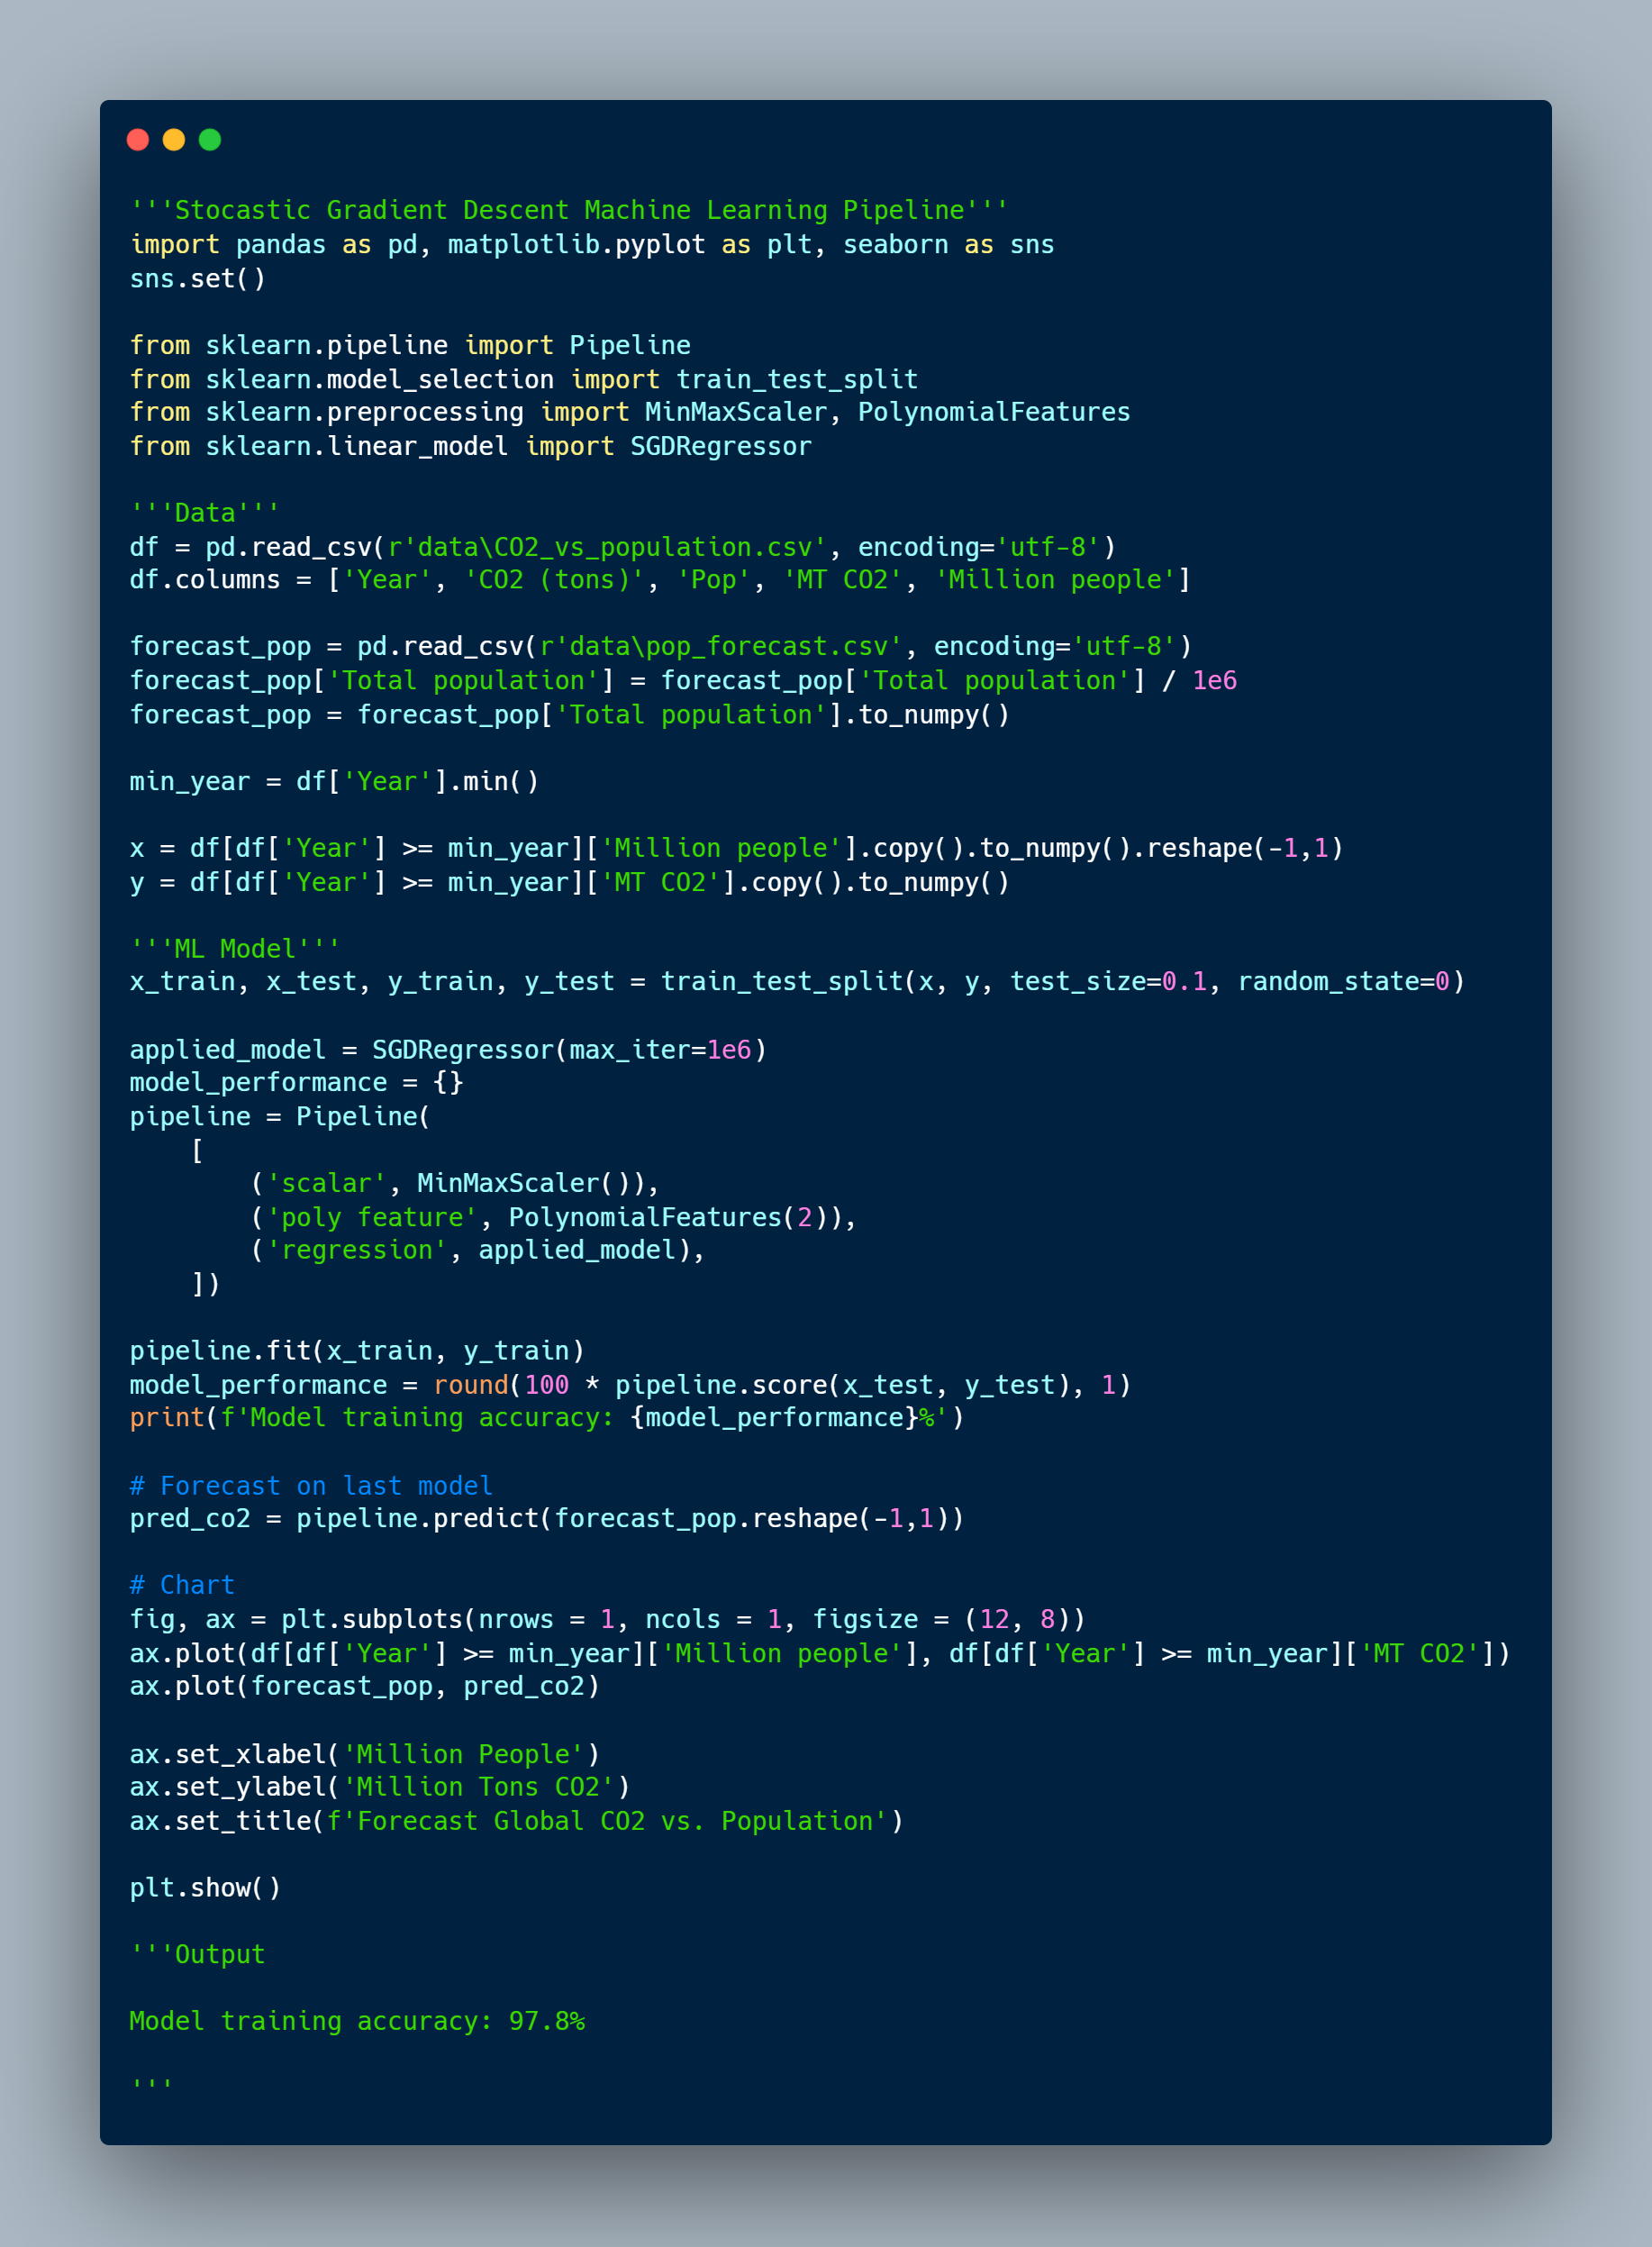 '''Stocastic Gradient Descent Machine Learning Pipeline'''
import pandas as pd, matplotlib.pyplot as plt, seaborn as sns
sns.set()

from sklearn.pipeline import Pipeline
from sklearn.model_selection import train_test_split
from sklearn.preprocessing import MinMaxScaler, PolynomialFeatures
from sklearn.linear_model import SGDRegressor

'''Data'''
df = pd.read_csv(r'data\CO2_vs_population.csv', encoding='utf-8')
df.columns = ['Year', 'CO2 (tons)', 'Pop', 'MT CO2', 'Million people']

forecast_pop = pd.read_csv(r'data\pop_forecast.csv', encoding='utf-8')
forecast_pop['Total population'] = forecast_pop['Total population'] / 1e6
forecast_pop = forecast_pop['Total population'].to_numpy()

min_year = df['Year'].min()

x = df[df['Year'] >= min_year]['Million people'].copy().to_numpy().reshape(-1,1)
y = df[df['Year'] >= min_year]['MT CO2'].copy().to_numpy()

'''ML Model'''
x_train, x_test, y_train, y_test = train_test_split(x, y, test_size=0.1, random_state=0)

applied_model = SGDRegressor(max_iter=1e6)
model_performance = {}
pipeline = Pipeline(
    [
        ('scalar', MinMaxScaler()),
        ('poly feature', PolynomialFeatures(2)),
        ('regression', applied_model),
    ])

pipeline.fit(x_train, y_train)
model_performance = round(100 * pipeline.score(x_test, y_test), 1)
print(f'Model training accuracy: {model_performance}%')

# Forecast on last model
pred_co2 = pipeline.predict(forecast_pop.reshape(-1,1))

# Chart
fig, ax = plt.subplots(nrows = 1, ncols = 1, figsize = (12, 8))
ax.plot(df[df['Year'] >= min_year]['Million people'], df[df['Year'] >= min_year]['MT CO2'])
ax.plot(forecast_pop, pred_co2)

ax.set_xlabel('Million People')
ax.set_ylabel('Million Tons CO2')
ax.set_title(f'Forecast Global CO2 vs. Population')

plt.show()

'''Output

Model training accuracy: 97.8%

'''